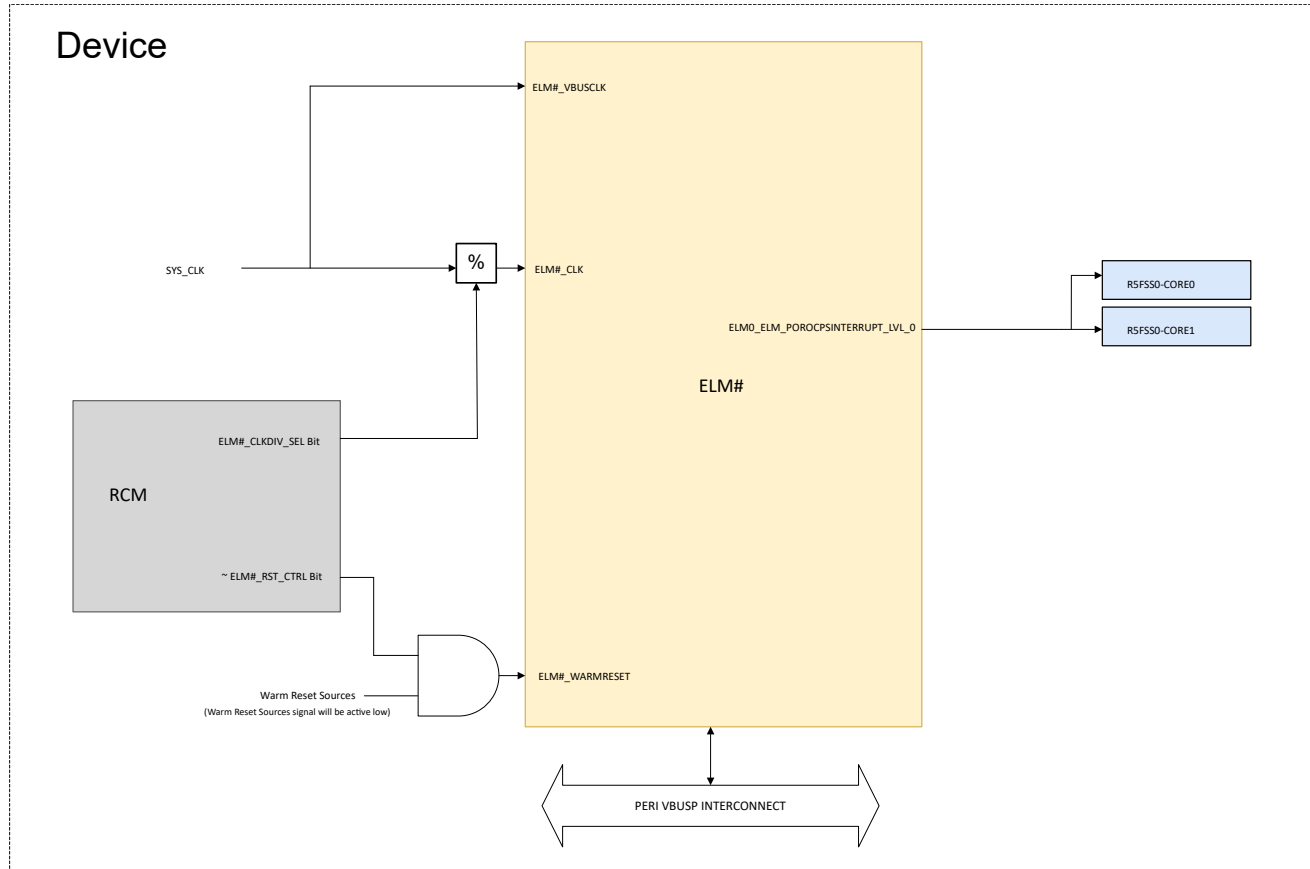 Device
ELM#_VBUSCLK
SYS_CLK
%
ELM#_CLK
ELM0_ELM_POROCPSINTERRUPT_LVL_0
R5FSS0-CORE0
R5FSS0-CORE1
ELM#
ELM#_CLKDIV_SEL Bit
RCM
~ ELM#_RST_CTRL Bit
ELM#_WARMRESET
Warm Reset Sources
(Warm Reset Sources signal will be active low)
PERI VBUSP INTERCONNECT